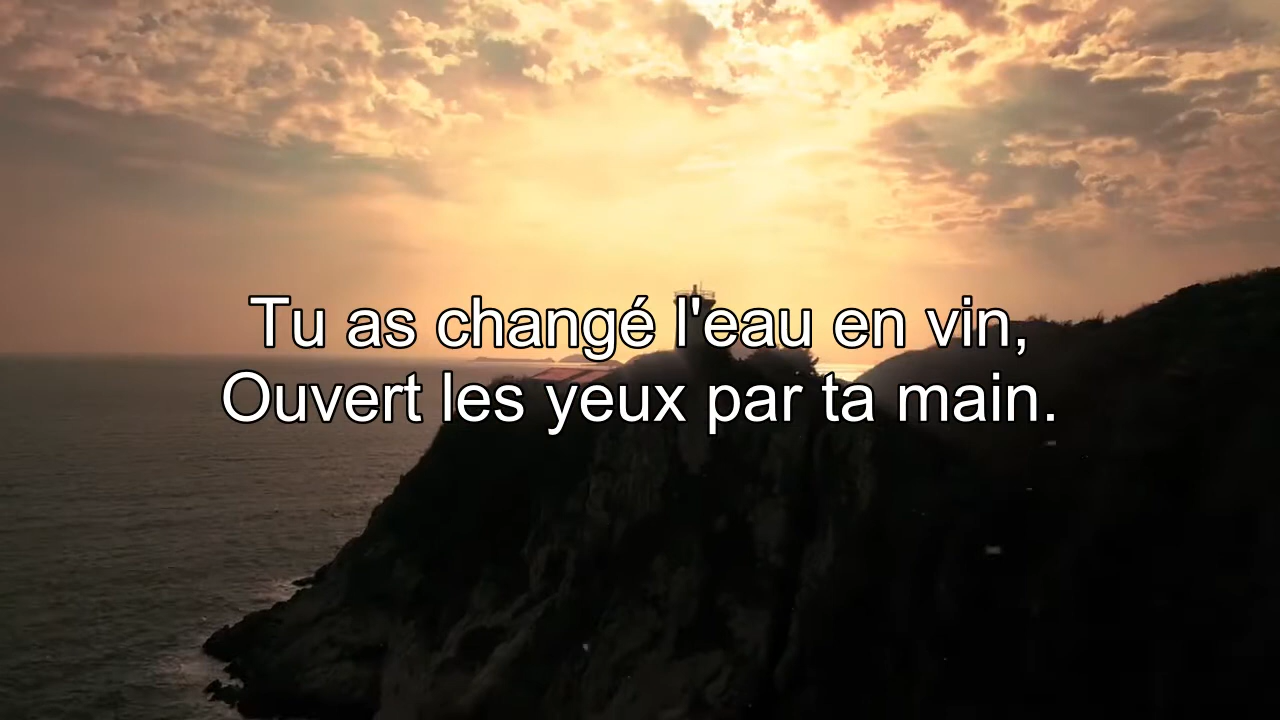 Tu as changé l'eau en vin,
Ouvert les yeux par ta main.